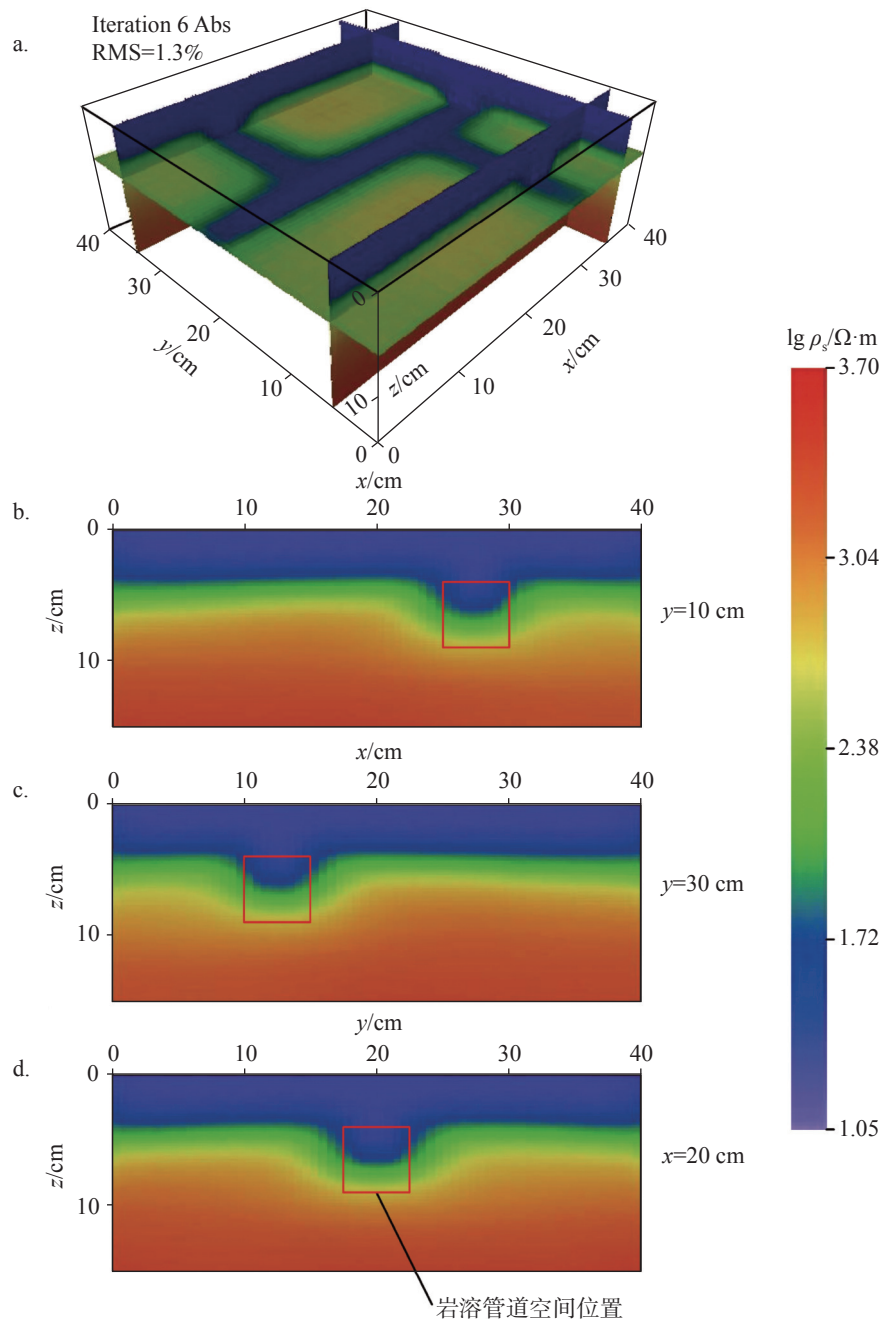 a.
Iteration 6 Abs
RMS=1.3%
40
30
20
10
0
y/cm
0
10
z/cm
0
10
20
30
40
x/cm
lg ρs/Ω·m
3.70
3.04
2.38
1.72
1.05
b.
x/cm
0 10 20 30 40
0
10
z/cm
y=10 cm
c.
x/cm
0 10 20 30 40
0
10
z/cm
y=30 cm
d.
y/cm
0 10 20 30 40
0
10
z/cm
x=20 cm
岩溶管道空间位置